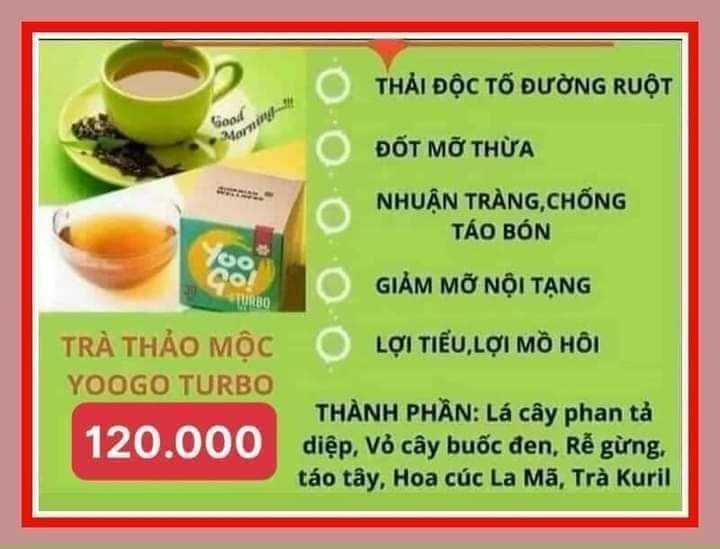 Good
Morning...!!!
SIBERIAN
WELLNESS
Yoo
Go!
TURBO
THẢI ĐỘC TỐ ĐƯỜNG RUỘT
ĐỐT MỠ THỪA
NHUẬN TRÀNG,CHỐNG
TÁO BÓN
GIẢM MỠ NỘI TẠNG
LỢI TIỂU,LỢI MỒ HÔI
TRÀ THẢO MỘC
YOOGO TURBO
120.000
THÀNH PHẦN: Lá cây phan tả
diệp, Vỏ cây buốc đen, Rễ gừng,
táo tây, Hoa cúc La Mã, Trà Kuril